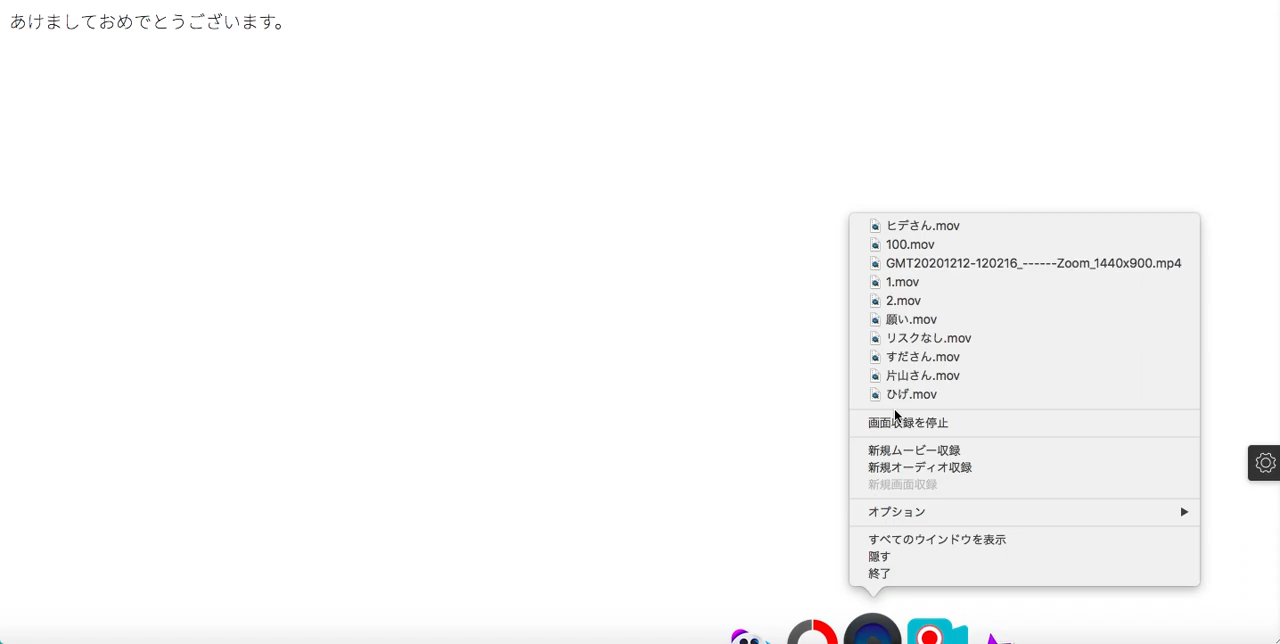 あけましておめでとうございます。
ヒデさん.mov
100.mov
GMT20201212-120216_------Zoom_1440x900.mp4
1.mov
2.mov
願い.mov
リスクなし.mov
すださん.mov
片山さん.mov
ひげ.mov
画面収録を停止
新規ムービー収録
新規オーディオ収録
新規画面収録
オプション
すべてのウインドウを表示
隠す
終了